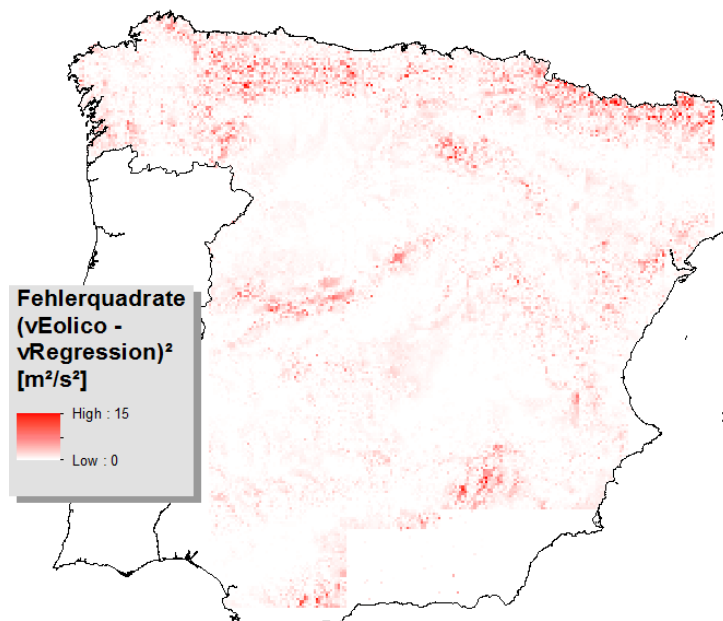 Fehlerquadrate
(vEolico -
vRegression)²
[m²/s²]
High : 15
Low : 0